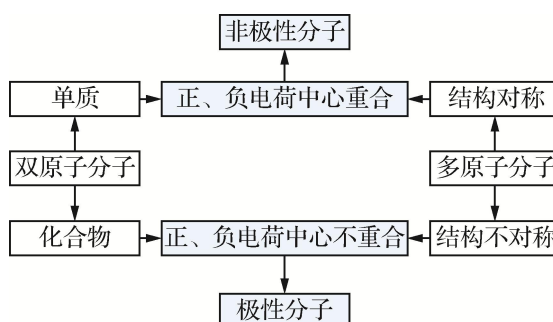 非极性分子
单质
正、负电荷中心重合
结构对称
双原子分子
多原子分子
化合物
正、负电荷中心不重合
结构不对称
极性分子